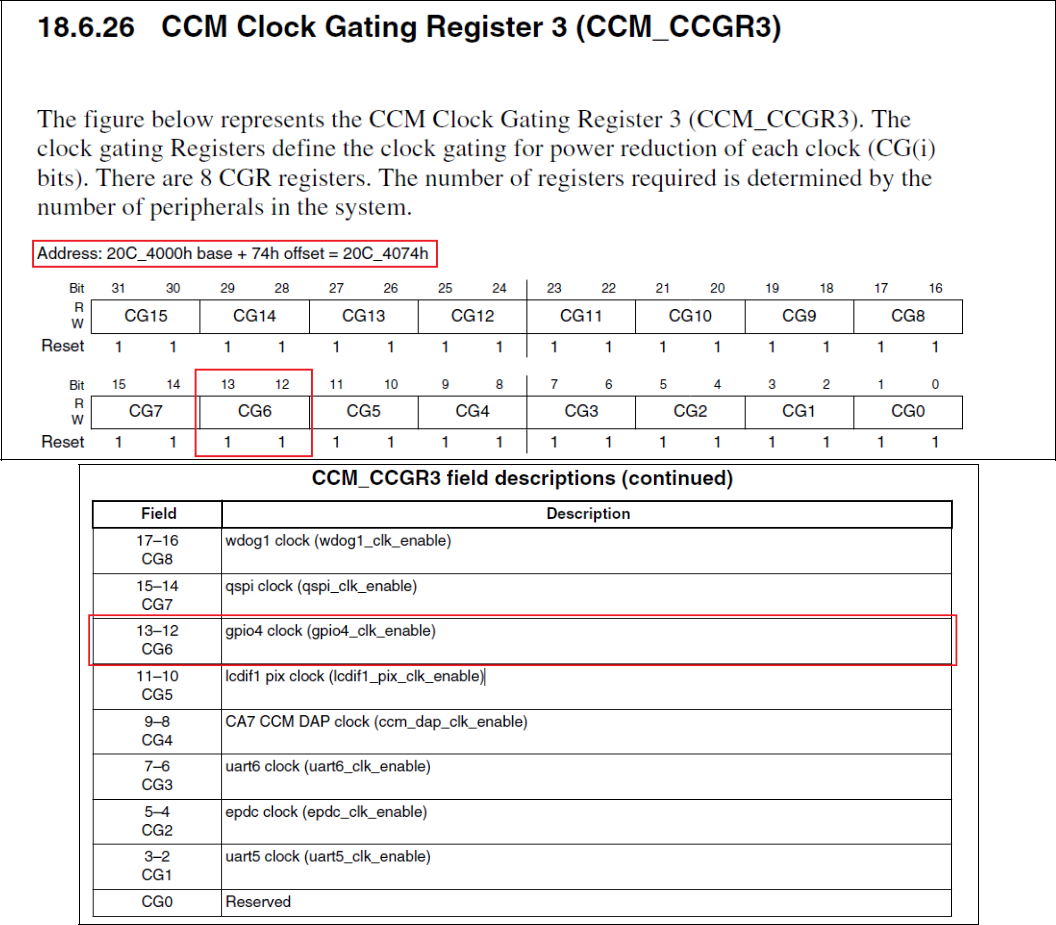 18.6.26 CCM Clock Gating Register 3 (CCM_CCGR3)
The figure below represents the CCM Clock Gating Register 3 (CCM_CCGR3). The
clock gating Registers define the clock gating for power reduction of each clock (CG(i)
bits). There are 8 CGR registers. The number of registers required is determined by the
number of peripherals in the system.
Address: 20C_4000h base + 74h offset = 20C_4074h
Bit 31 30 29 28 27 26 25 24 23 22 21 20 19 18 17 16
R
W
CG15 CG14 CG13 CG12 CG11 CG10 CG9 CG8
Reset 1 1 1 1 1 1 1 1 1 1 1 1 1 1 1 1
Bit 15 14 13 12 11 10 9 8 7 6 5 4 3 2 1 0
R
W
CG7 CG6 CG5 CG4 CG3 CG2 CG1 CG0
Reset 1 1 1 1 1 1 1 1 1 1 1 1 1 1 1 1
CCM_CCGR3 field descriptions (continued)
Field Description
17–16 wdog1 clock (wdog1_clk_enable)
CG8
15–14 qspi clock (qspi_clk_enable)
CG7
13–12 gpio4 clock (gpio4_clk_enable)
CG6
11–10 lcdif1 pix clock (lcdif1_pix_clk_enable)
CG5
9–8 CA7 CCM DAP clock (ccm_dap_clk_enable)
CG4
7–6 uart6 clock (uart6_clk_enable)
CG3
5–4 epdc clock (epdc_clk_enable)
CG2
3–2 uart5 clock (uart5_clk_enable)
CG1
CG0 Reserved